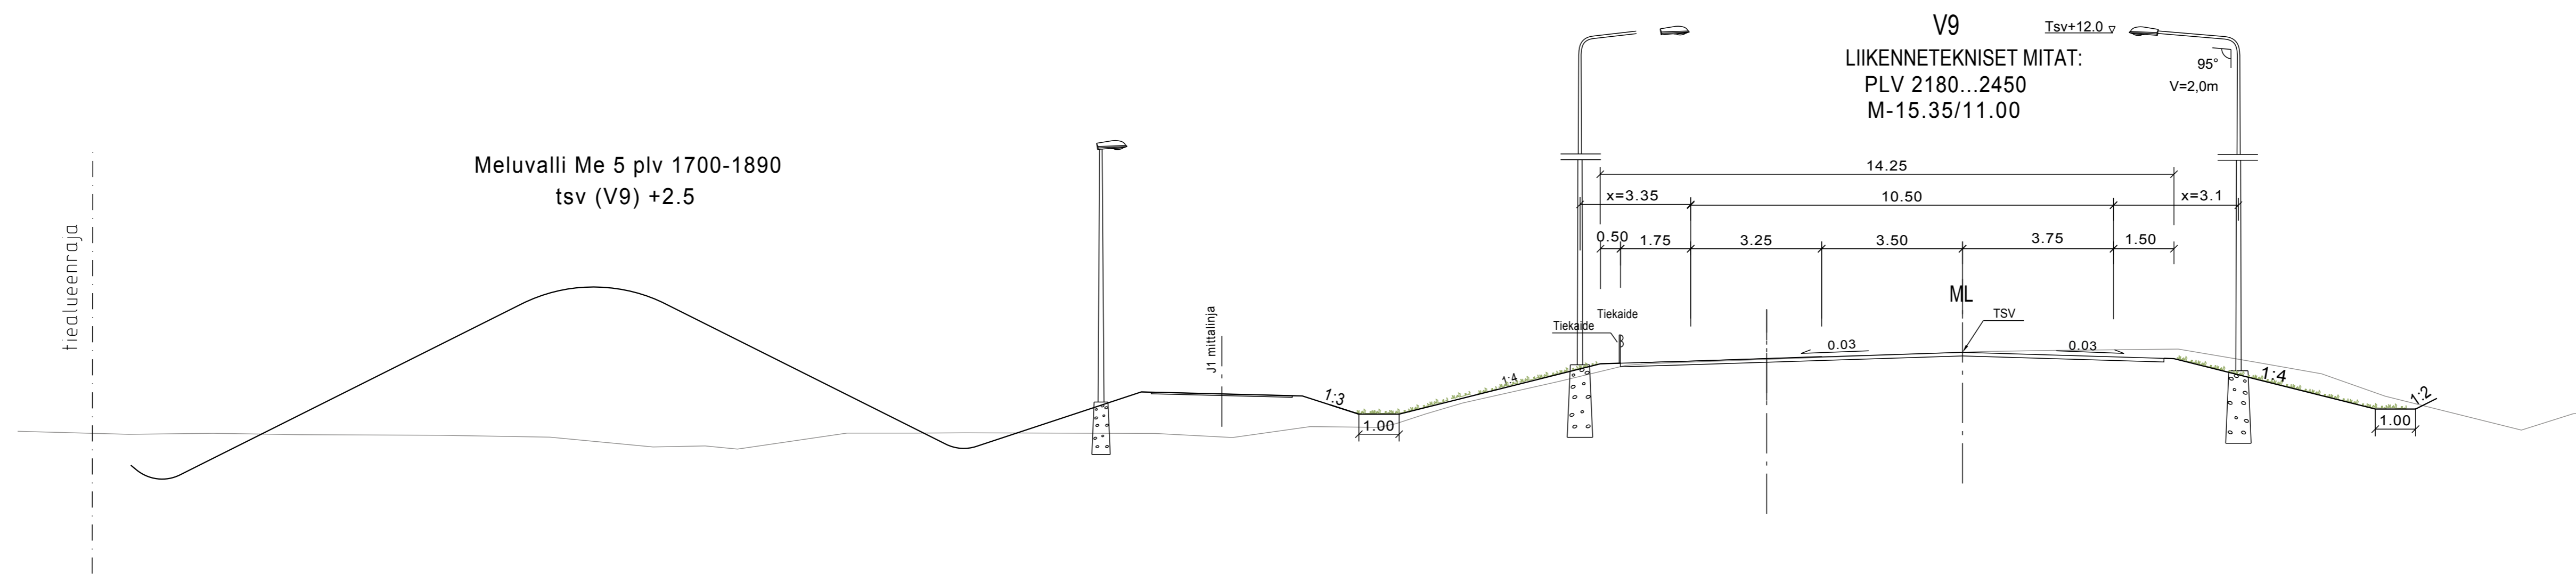 V9
LIIKENNETEKNISET MITAT:
PLV 2180...2450
M-15.35/11.00
Tsv+12.0
95°
V=2,0m
Meluvalli Me 5 plv 1700-1890
tsv (V9) +2.5
tiealueenraja
14.25
x=3.35
10.50
x=3.1
0.50
1.75
3.25
3.50
3.75
1.50
ML
TSV
Tiekaide
Tiekaide
J1 mittalinja
0.03
0.03
1:3
1:4
1:4
1:2
1.00
1.00